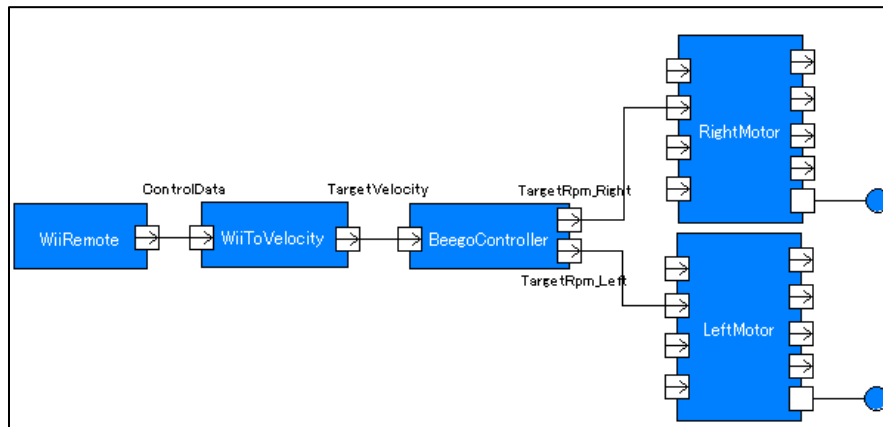 RightMotor
ControlData
TargetVelocity
TargetRpm_Right
WiiRemote
WiiToVelocity
BeegoController
TargetRpm_Left
LeftMotor